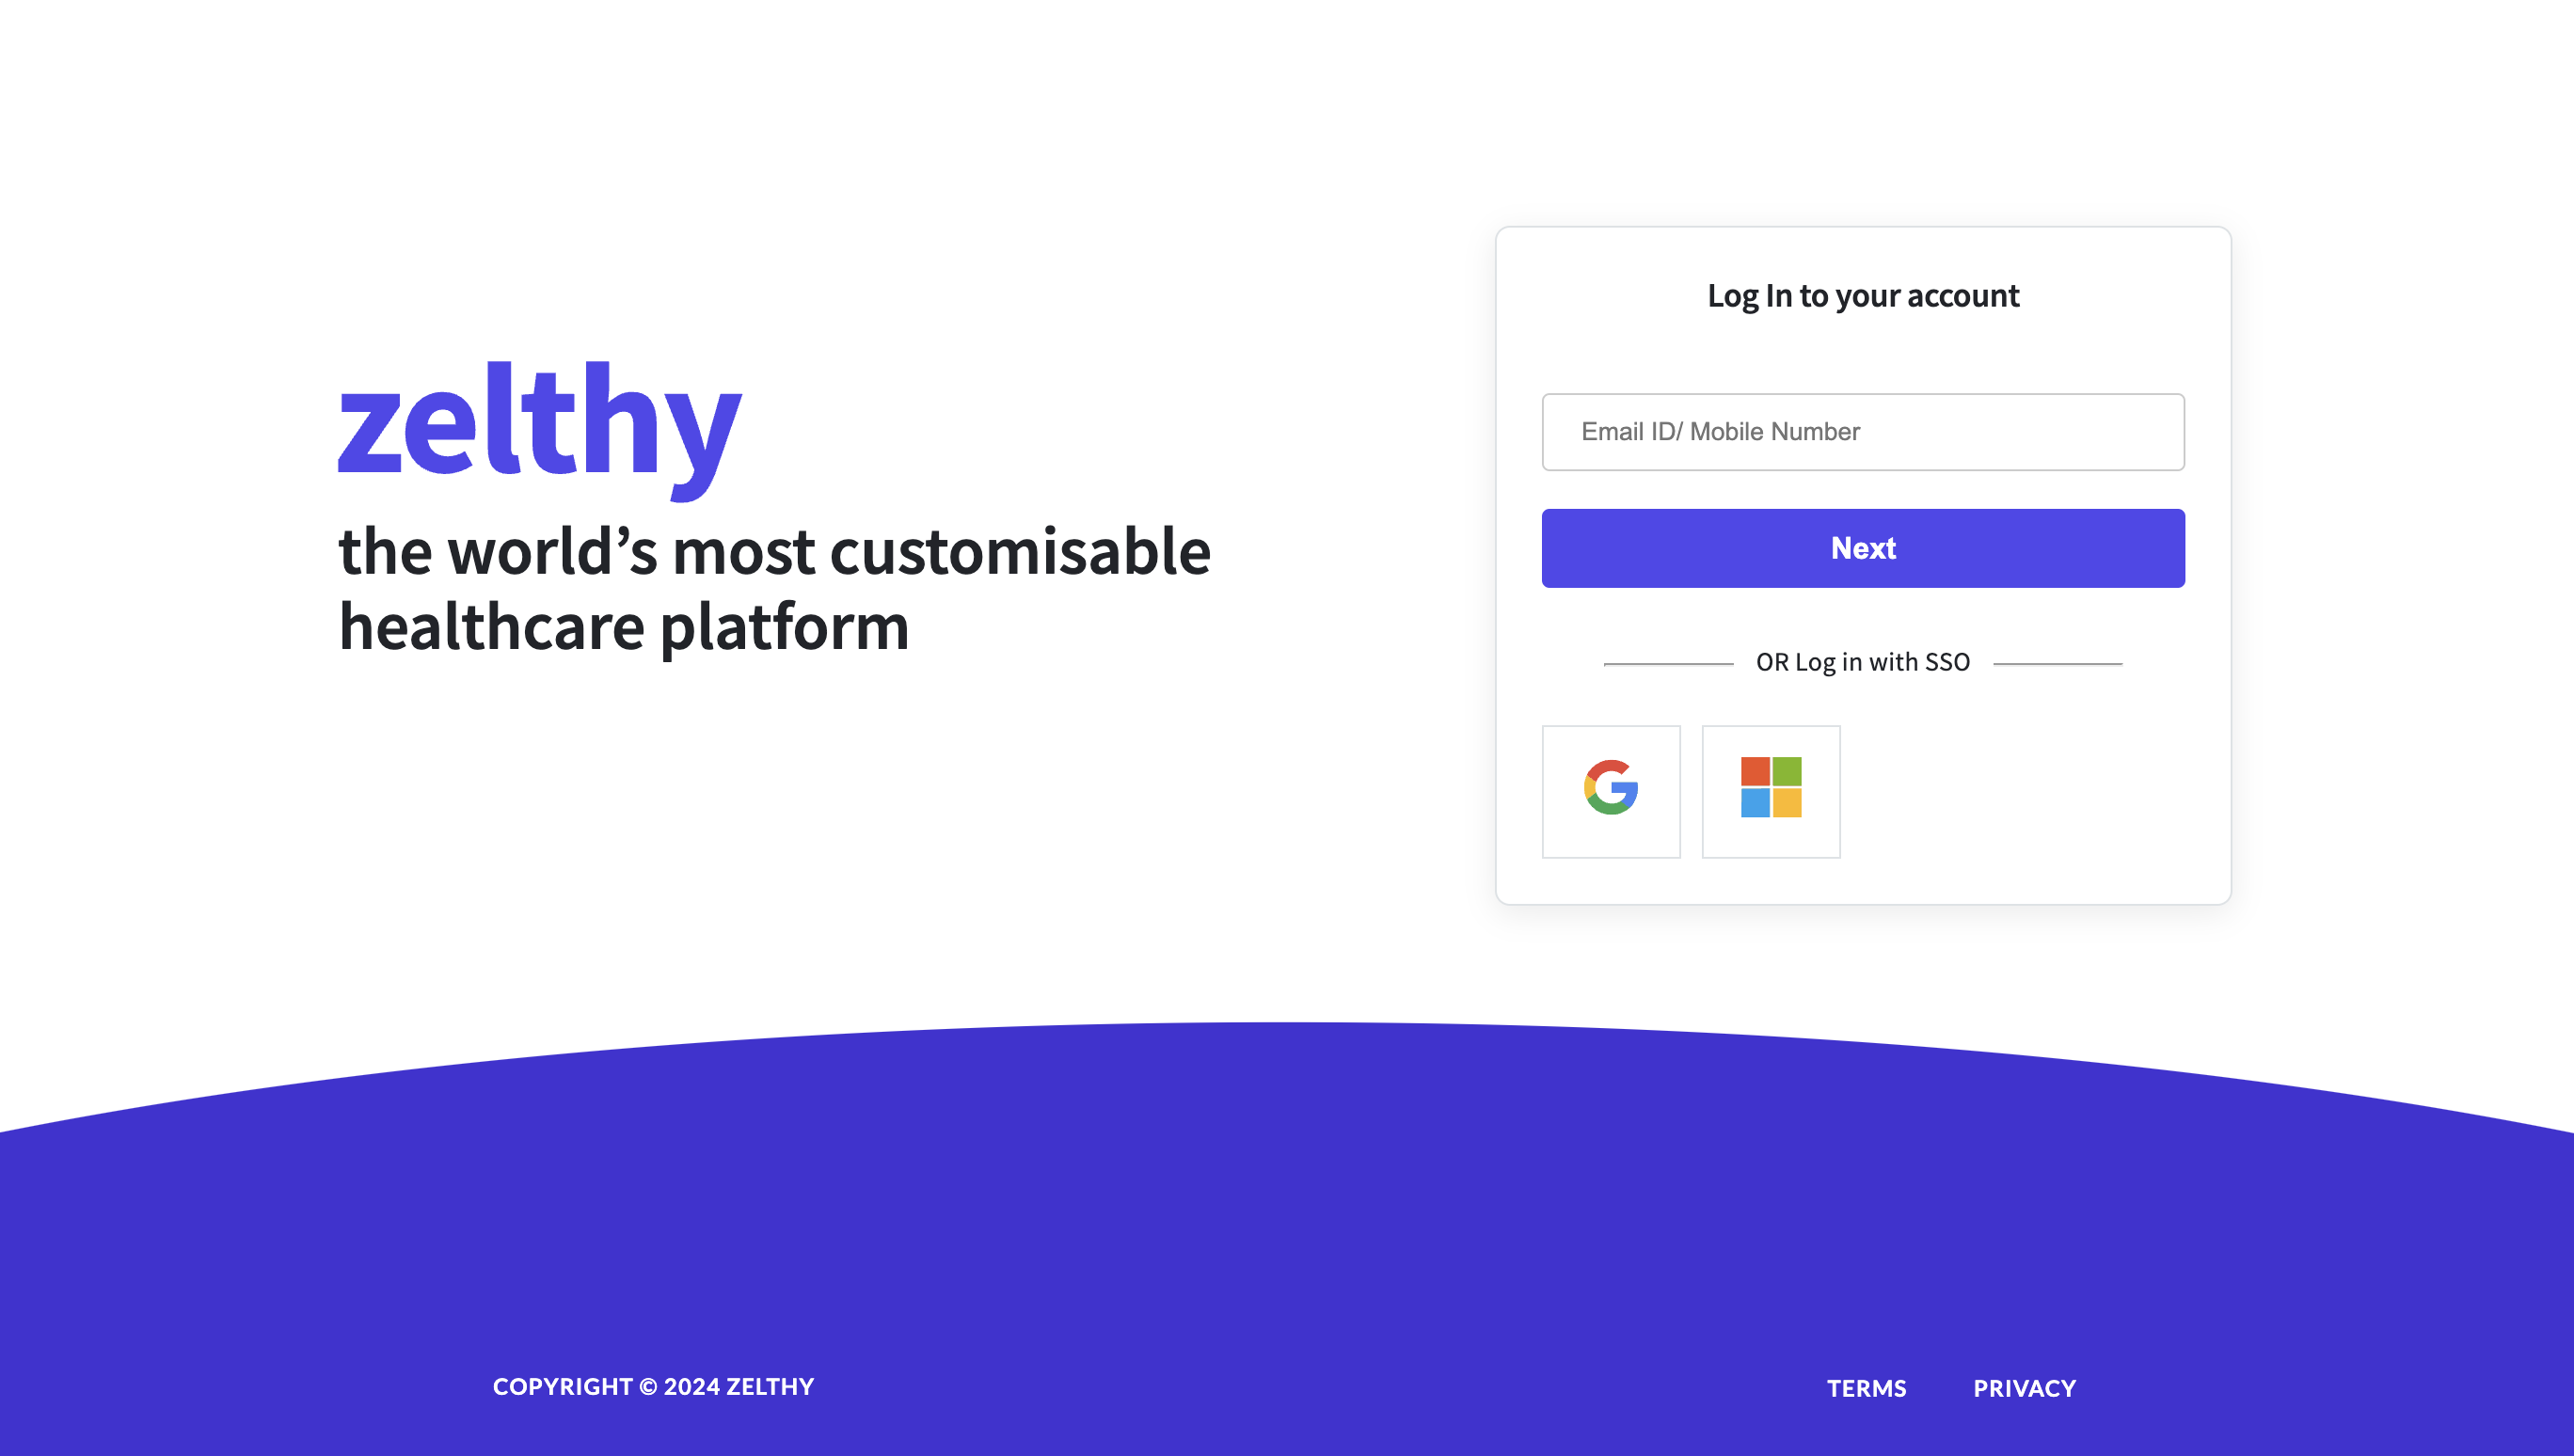 zelthy
the world’s most customisable
healthcare platform
Log In to your account
Email ID/ Mobile Number
Next
OR Log in with SSO
COPYRIGHT © 2024 ZELTHY
TERMS PRIVACY